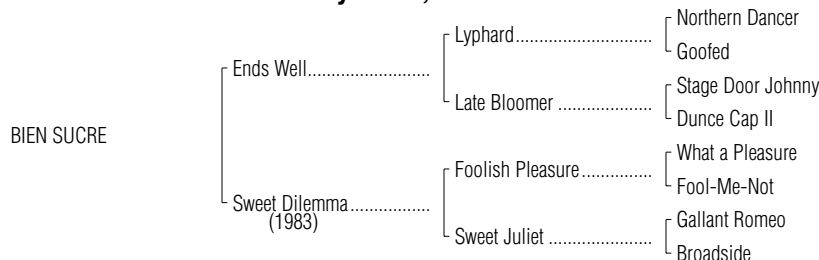 Northern Dancer
Lyphard
Goofed
Ends Well
Stage Door Johnny
Late Bloomer
Dunce Cap II
BIEN SUCRE
What a Pleasure
Foolish Pleasure
Fool-Me-Not
Sweet Dilemma
(1983)
Gallant Romeo
Sweet Juliet
Broadside